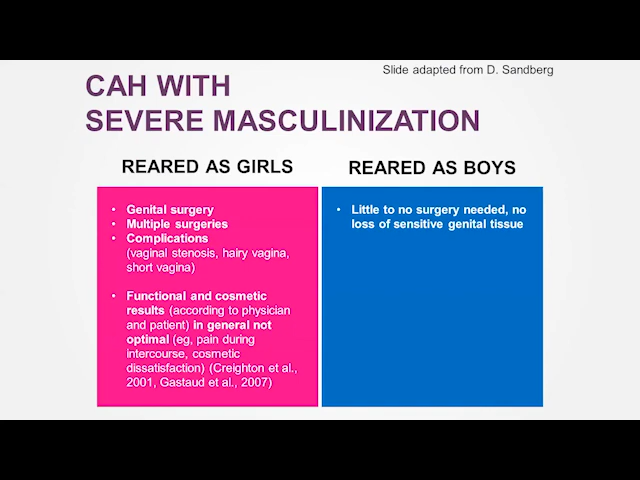 Slide adapted from D. Sandberg
CAH WITH
SEVERE MASCULINIZATION
REARED AS GIRLS
• Genital surgery
• Multiple surgeries
• Complications
(vaginal stenosis, hairy vagina,
short vagina)
• Functional and cosmetic
results (according to physician
and patient) in general not
optimal (eg, pain during
intercourse, cosmetic
dissatisfaction) (Creighton et al.,
2001, Gastaud et al., 2007)
REARED AS BOYS
• Little to no surgery needed, no
loss of sensitive genital tissue